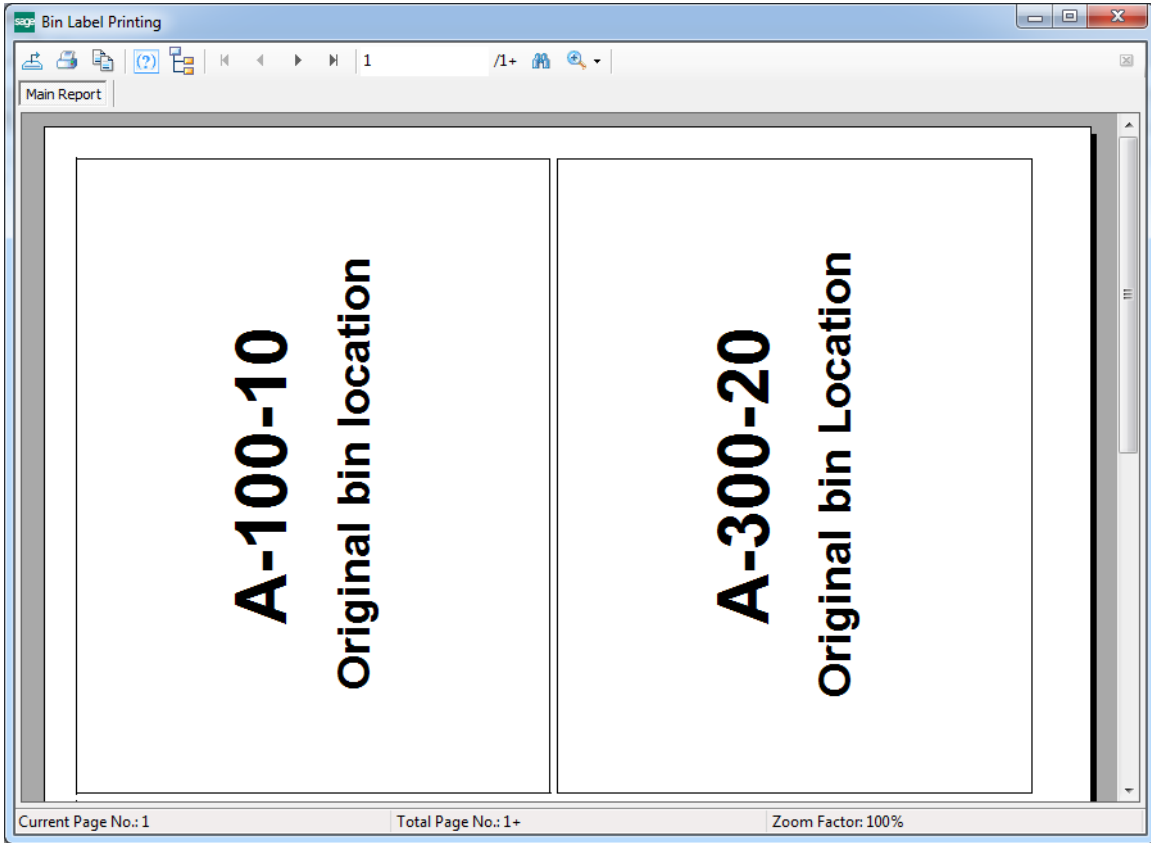 sage Bin Label Printing
(?) 1 /1+
Main Report
A-100-10
Original bin location
A-300-20
Original bin Location
Current Page No.: 1 Total Page No.: 1+ Zoom Factor: 100%